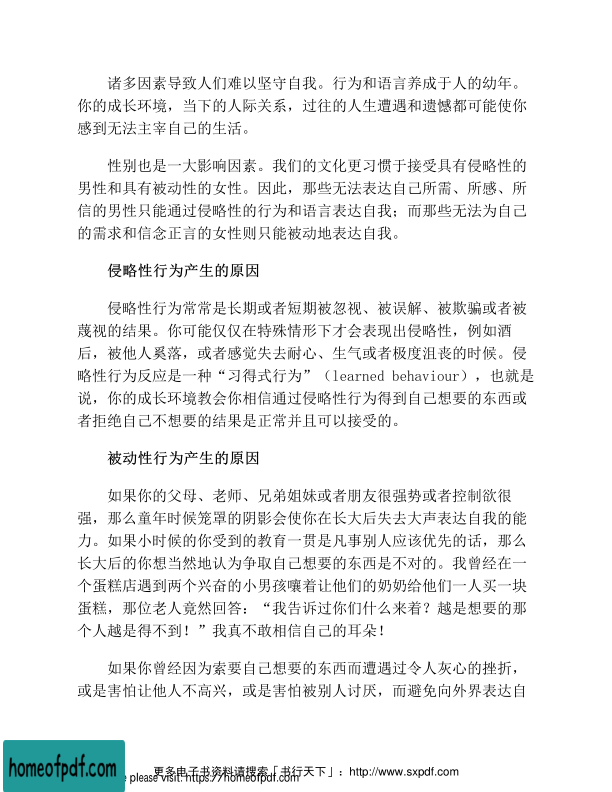 诸多因素导致人们难以坚守自我。行为和语言养成于人的幼年。
你的成长环境，当下的人际关系，过往的人生遭遇和遗憾都可能使你
感到无法主宰自己的生活。
性别也是一大影响因素。我们的文化更习惯于接受具有侵略性的
男性和具有被动性的女性。因此，那些无法表达自己所需、所感、所
信的男性只能通过侵略性的行为和语言表达自我；而那些无法为自己
的需求和信念正言的女性则只能被动地表达自我。
侵略性行为产生的原因
侵略性行为常常是长期或者短期被忽视、被误解、被欺骗或者被
蔑视的结果。你可能仅仅在特殊情形下才会表现出侵略性，例如酒
后，被他人奚落，或者感觉失去耐心、生气或者极度沮丧的时候。侵
略性行为反应是一种“习得式行为”（learned behaviour），也就是
说，你的成长环境教会你相信通过侵略性行为得到自己想要的东西或
者拒绝自己不想要的结果是正常并且可以接受的。
被动性行为产生的原因
如果你的父母、老师、兄弟姐妹或者朋友很强势或者控制欲很
强，那么童年时候笼罩的阴影会使你在长大后失去大声表达自我的能
力。如果小时候的你受到的教育一贯是凡事别人应该优先的话，那么
长大后的你想当然地认为争取自己想要的东西是不对的。我曾经在一
个蛋糕店遇到两个兴奋的小男孩嚷着让他们的奶奶给他们一人买一块
蛋糕，那位老人竟然回答：“我告诉过你们什么来着？越是想要的那
个人越是得不到！”我真不敢相信自己的耳朵！
如果你曾经因为索要自己想要的东西而遭遇过令人灰心的挫折，
或是害怕让他人不高兴，或是害怕被别人讨厌，而避免向外界表达自
更多电子书资料请搜索「书行天下」：http://www.sxpdf.com
e please visit: https://homeofpdf.com
homeofpdf.com